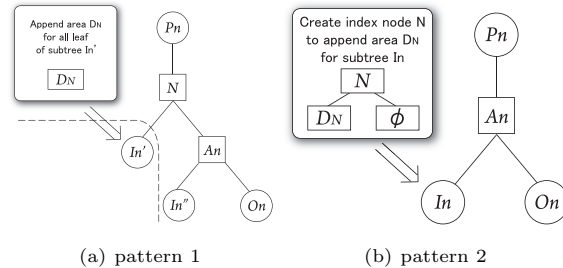 Append area DN
for all leaf
of subtree In'
DN
Pn
N
In'
An
In"
On
(a) pattern 1
Create index node N
to append area DN
for subtree In
N
DN
ϕ
Pn
An
In
On
(b) pattern 2